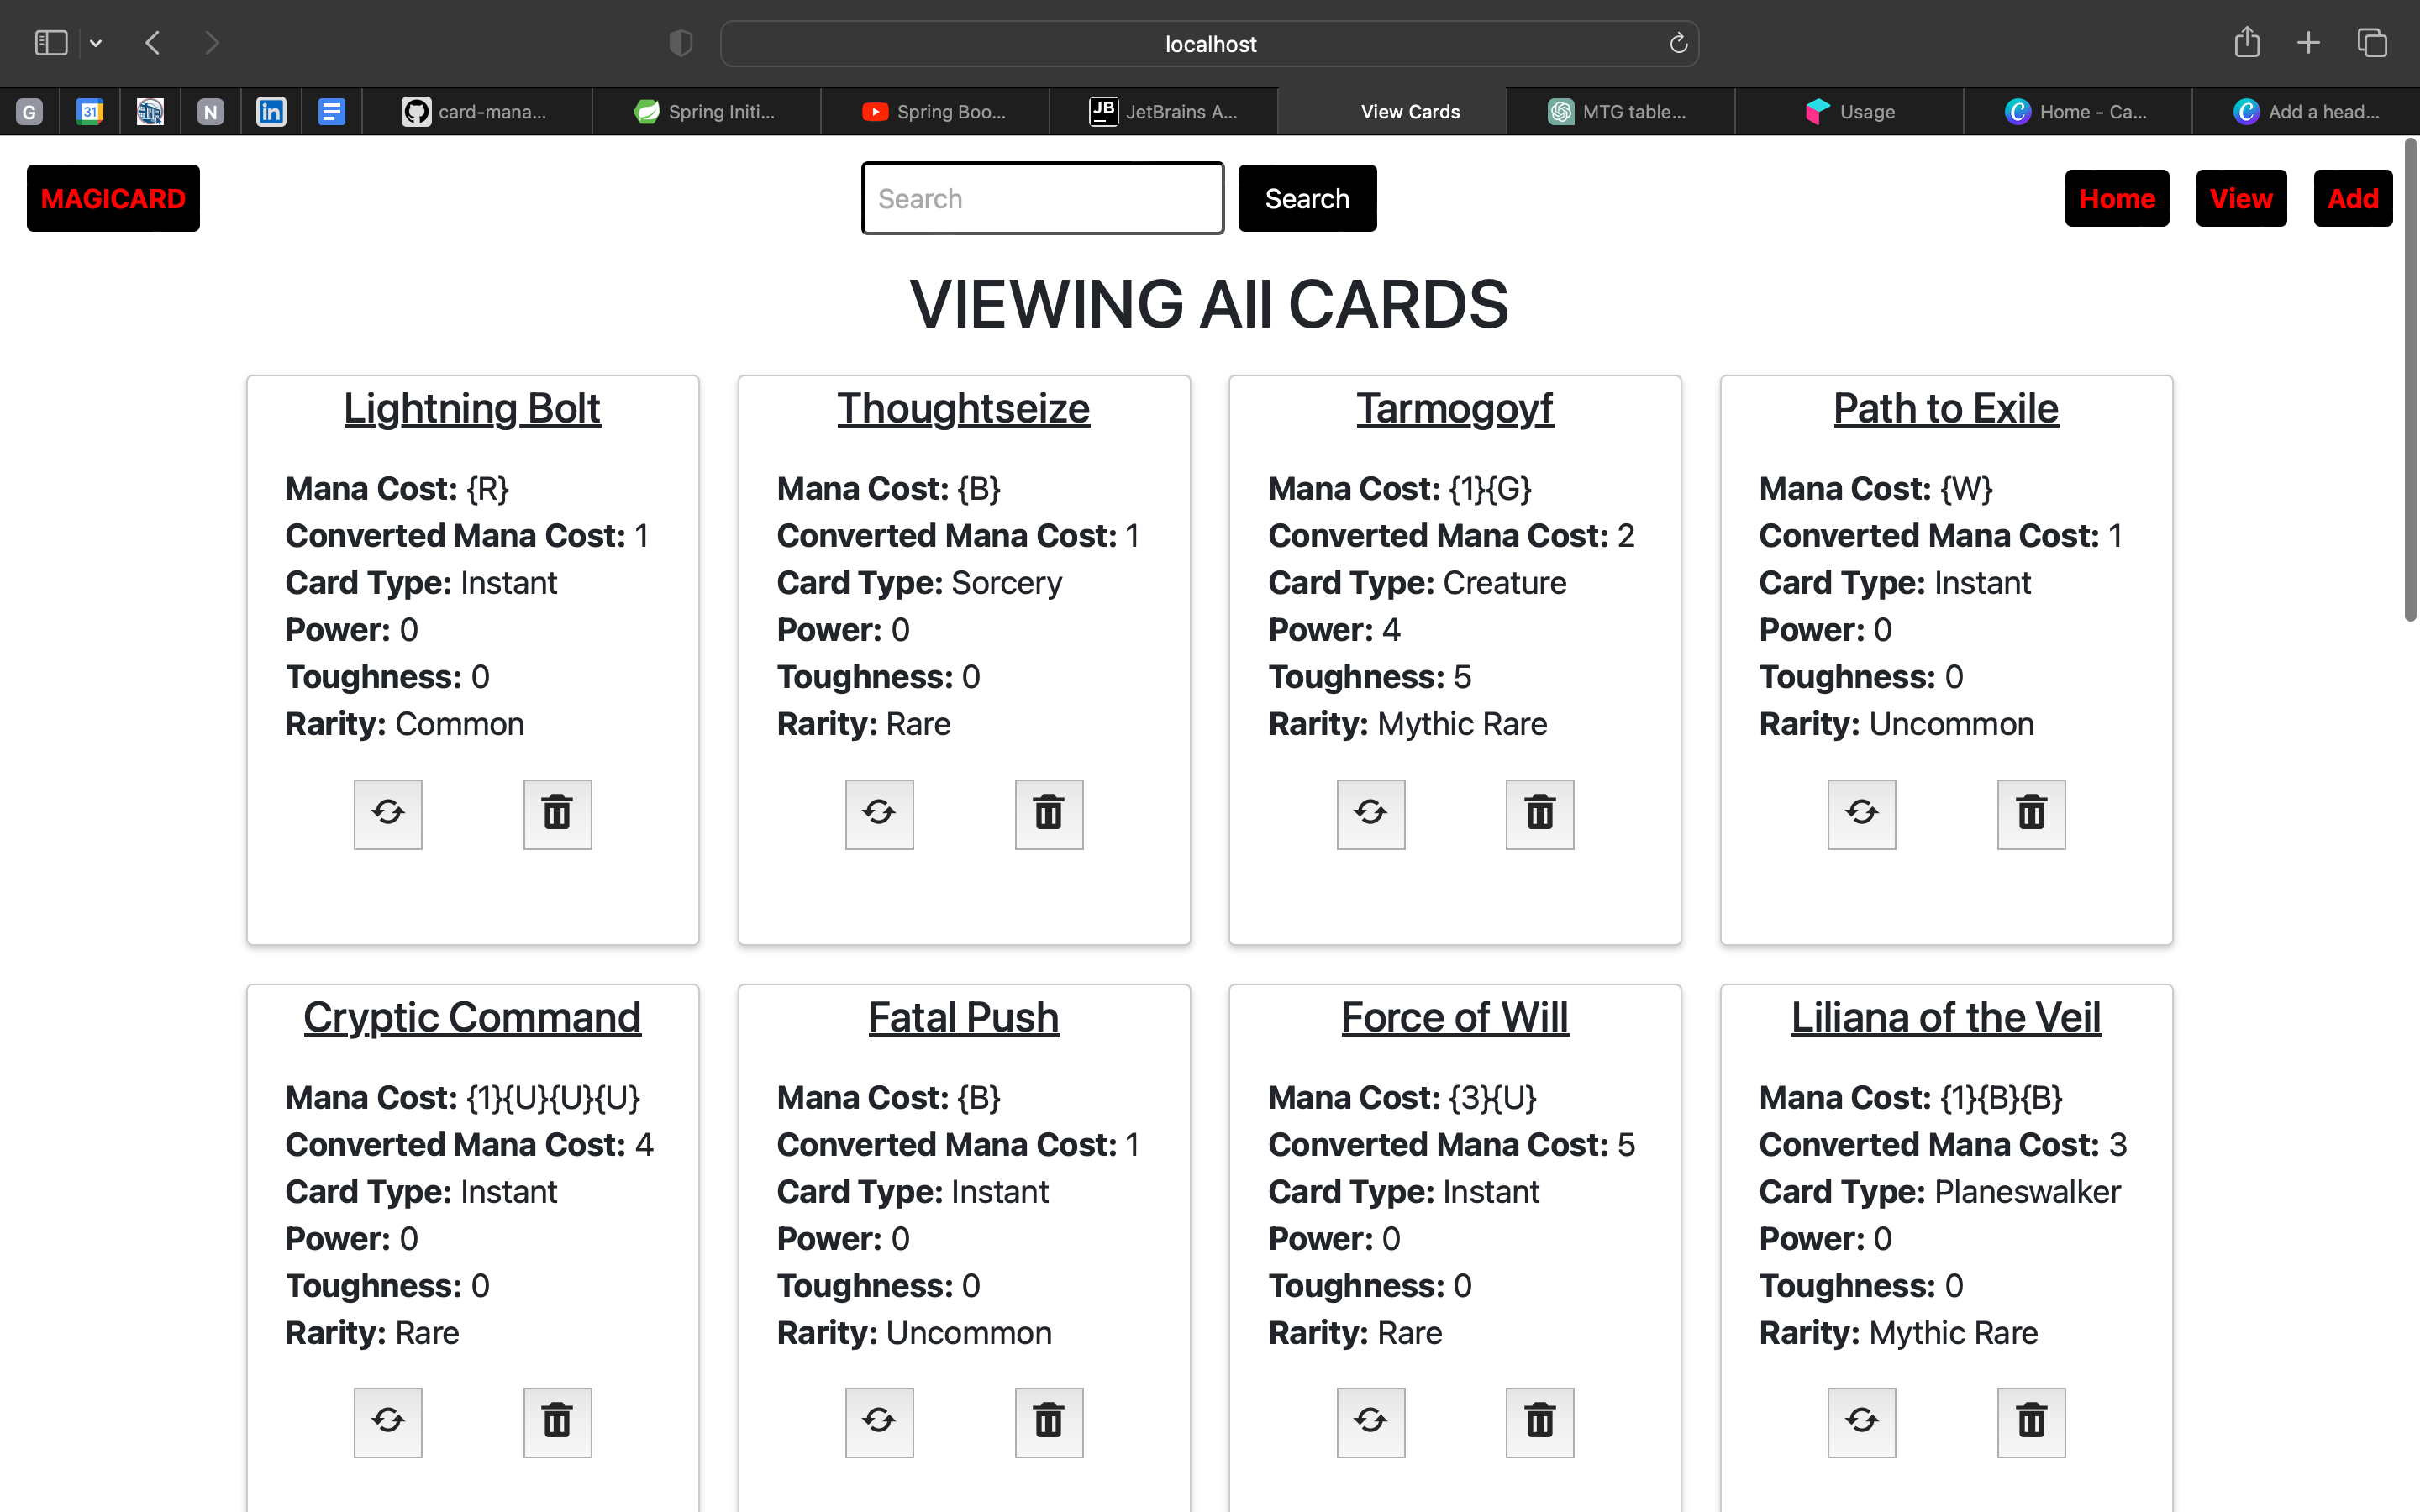 localhost
G
31
N
in
card-mana...
Spring Initi...
Spring Boo...
JB JetBrains A...
View Cards
MTG table...
Usage
C Home - Ca...
C Add a head...
MAGICARD
Search
Search
Home
View
Add
VIEWING All CARDS
Lightning Bolt
Mana Cost: {R}
Converted Mana Cost: 1
Card Type: Instant
Power: 0
Toughness: 0
Rarity: Common
Thoughtseize
Mana Cost: {B}
Converted Mana Cost: 1
Card Type: Sorcery
Power: 0
Toughness: 0
Rarity: Rare
Tarmogoyf
Mana Cost: {1}{G}
Converted Mana Cost: 2
Card Type: Creature
Power: 4
Toughness: 5
Rarity: Mythic Rare
Path to Exile
Mana Cost: {W}
Converted Mana Cost: 1
Card Type: Instant
Power: 0
Toughness: 0
Rarity: Uncommon
Cryptic Command
Mana Cost: {1}{U}{U}{U}
Converted Mana Cost: 4
Card Type: Instant
Power: 0
Toughness: 0
Rarity: Rare
Fatal Push
Mana Cost: {B}
Converted Mana Cost: 1
Card Type: Instant
Power: 0
Toughness: 0
Rarity: Uncommon
Force of Will
Mana Cost: {3}{U}
Converted Mana Cost: 5
Card Type: Instant
Power: 0
Toughness: 0
Rarity: Rare
Liliana of the Veil
Mana Cost: {1}{B}{B}
Converted Mana Cost: 3
Card Type: Planeswalker
Power: 0
Toughness: 0
Rarity: Mythic Rare